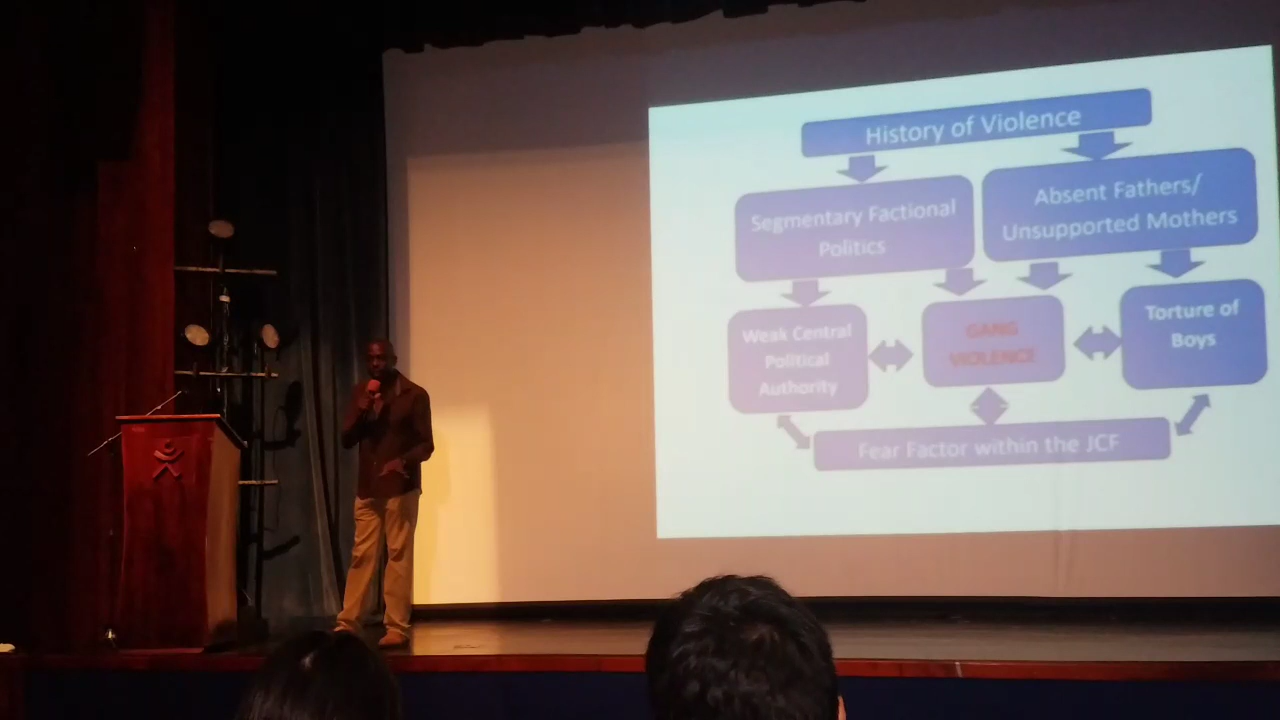 History of Violence
Segmentary Factional
Politics
Absent Fathers/
Unsupported Mothers
Weak Central
Political
Authority
GANG
VIOLENCE
Torture of
Boys
Fear Factor within the JCF